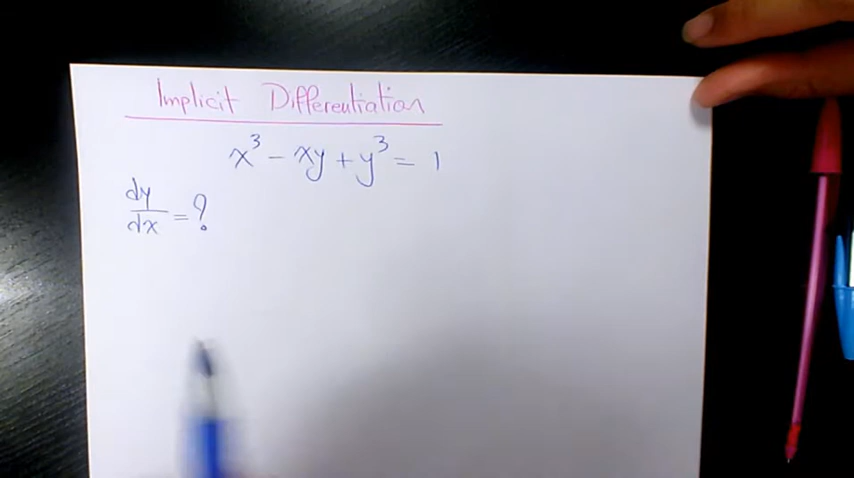 Implicit Differentiation
x³ - xy + y³ = 1
dy/dx = ?